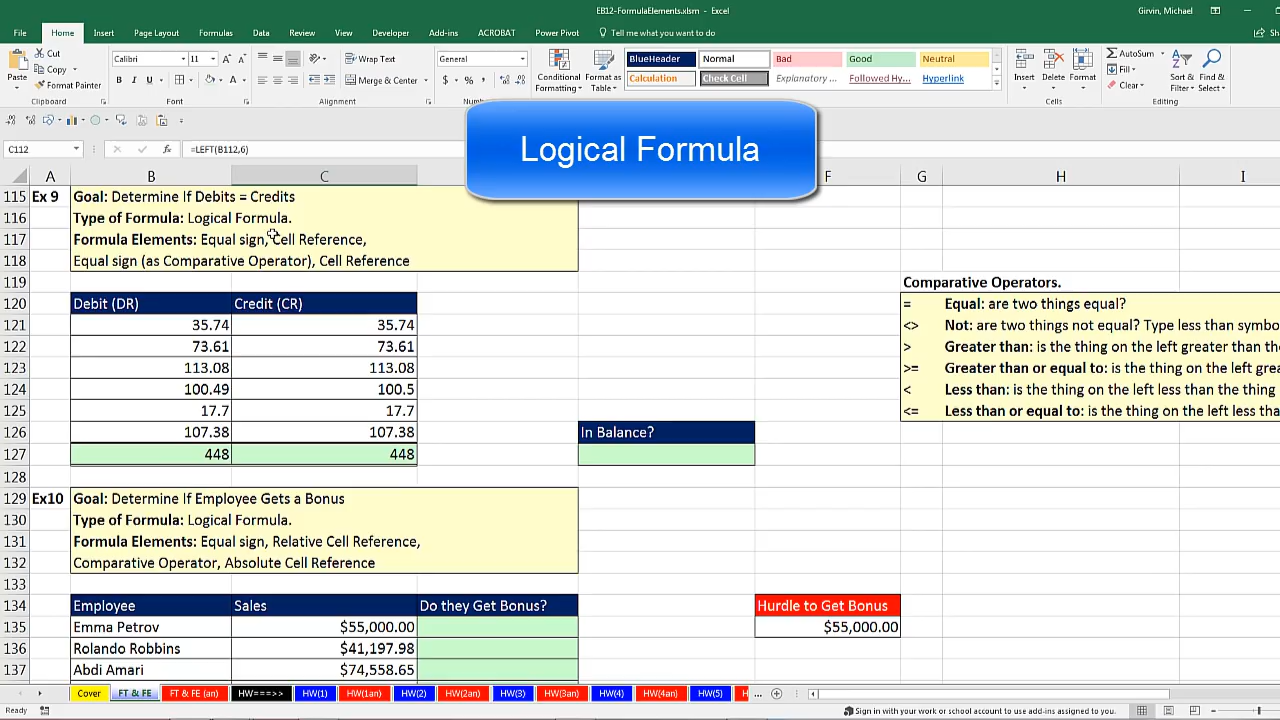 EB12-FormulaElements.xlsm - Excel
Girvin, Michael
File Home Insert Page Layout Formulas Data Review View Developer Add-ins ACROBAT Power Pivot Tell me what you want to do...
Cut
Copy
Format Painter
Paste
Clipboard
Calibri 11
B I U
Font
Wrap Text
Merge & Center
Alignment
General
$ % ,
Conditional Formatting
Format as Table
BlueHeader Normal Bad Good Neutral
Calculation Check Cell Explanatory ... Followed Hy... Hyperlink
Insert Delete Format
Cells
AutoSum
Fill
Clear
Sort & Filter
Find & Select
Editing
C112 fx =LEFT(B112,6)
Logical Formula
A B C F G H I
115 Ex 9 Goal: Determine If Debits = Credits
116 Type of Formula: Logical Formula.
117 Formula Elements: Equal sign, Cell Reference,
118 Equal sign (as Comparative Operator), Cell Reference
119 Comparative Operators.
120 Debit (DR) Credit (CR) = Equal: are two things equal?
121 35.74 35.74 <> Not: are two things not equal? Type less than symbo
122 73.61 73.61 > Greater than: is the thing on the left greater than the
123 113.08 113.08 >= Greater than or equal to: is the thing on the left grea
124 100.49 100.5 < Less than: is the thing on the left less than the thing
125 17.7 17.7 <= Less than or equal to: is the thing on the left less tha
126 107.38 107.38 In Balance?
127 448 448
128
129 Ex10 Goal: Determine If Employee Gets a Bonus
130 Type of Formula: Logical Formula.
131 Formula Elements: Equal sign, Relative Cell Reference,
132 Comparative Operator, Absolute Cell Reference
133
134 Employee Sales Do they Get Bonus? Hurdle to Get Bonus
135 Emma Petrov $55,000.00 $55,000.00
136 Rolando Robbins $41,197.98
137 Abdi Amari $74,558.65
Cover FT & FE FT & FE (an) HW===>> HW(1) HW(1an) HW(2) HW(2an) HW(3) HW(3an) HW(4) HW(4an) HW(5) H ...
Ready
Sign in with your work or school account to use add-ins assigned to you.